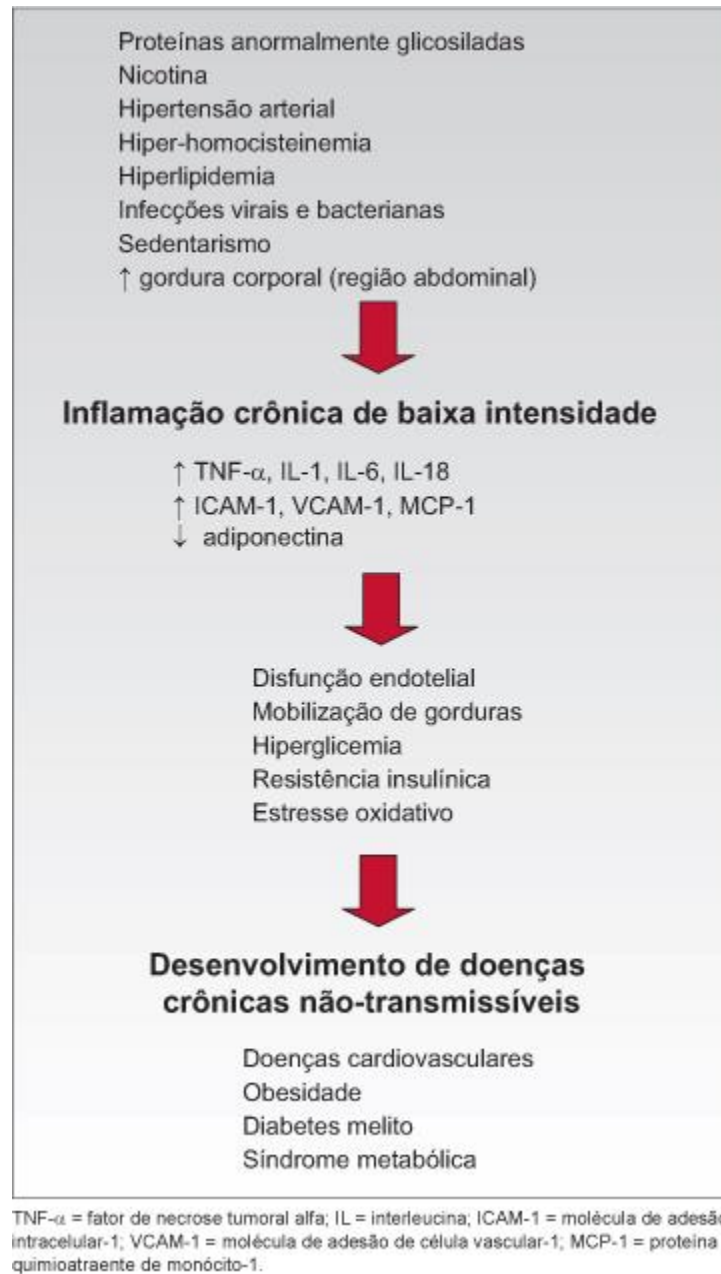 Proteínas anormalmente glicosiladas
Nicotina
Hipertensão arterial
Hiper-homocisteinemia
Hiperlipidemia
Infecções virais e bacterianas
Sedentarismo
↑ gordura corporal (região abdominal)
Inflamação crônica de baixa intensidade
↑ TNF-α, IL-1, IL-6, IL-18
↑ ICAM-1, VCAM-1, MCP-1
↓ adiponectina
Disfunção endotelial
Mobilização de gorduras
Hiperglicemia
Resistência insulínica
Estresse oxidativo
Desenvolvimento de doenças
crônicas não-transmissíveis
Doenças cardiovasculares
Obesidade
Diabetes melito
Síndrome metabólica
TNF-α = fator de necrose tumoral alfa; IL = interleucina; ICAM-1 = molécula de adesão
intracelular-1; VCAM-1 = molécula de adesão de célula vascular-1; MCP-1 = proteína
quimioatraente de monócito-1.